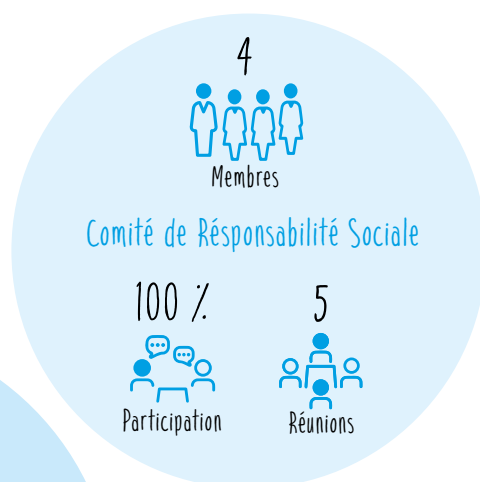 4
Membres
Comité de Résponsabilité Sociale
100 %
Participation
5
Réunions